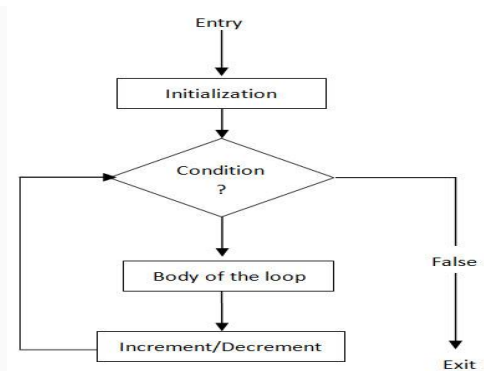 Entry
Initialization
Condition
?
Body of the loop
False
Increment/Decrement
Exit